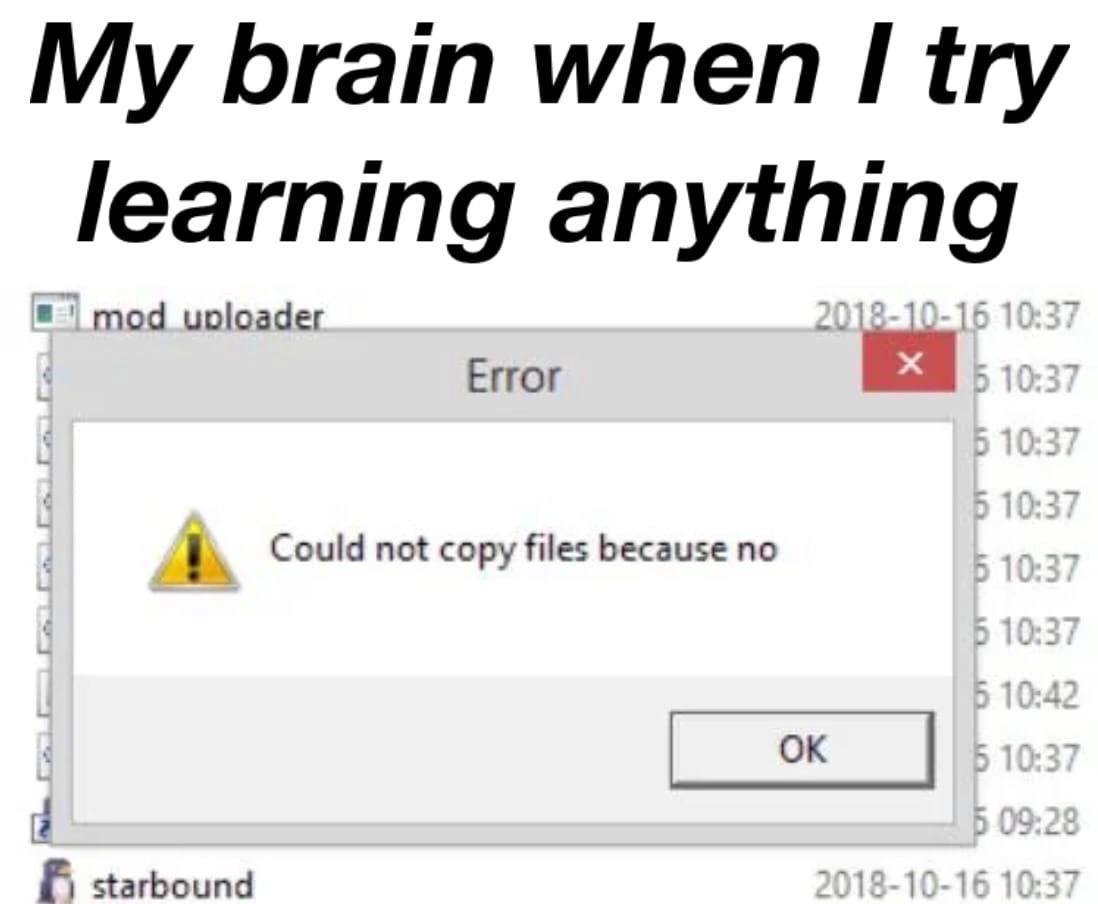 My brain when I try
learning anything
mod_uploader 2018-10-16 10:37
Error
5 10:37
5 10:37
5 10:37
Could not copy files because no
5 10:37
5 10:37
5 10:42
OK
5 10:37
5 09:28
starbound 2018-10-16 10:37